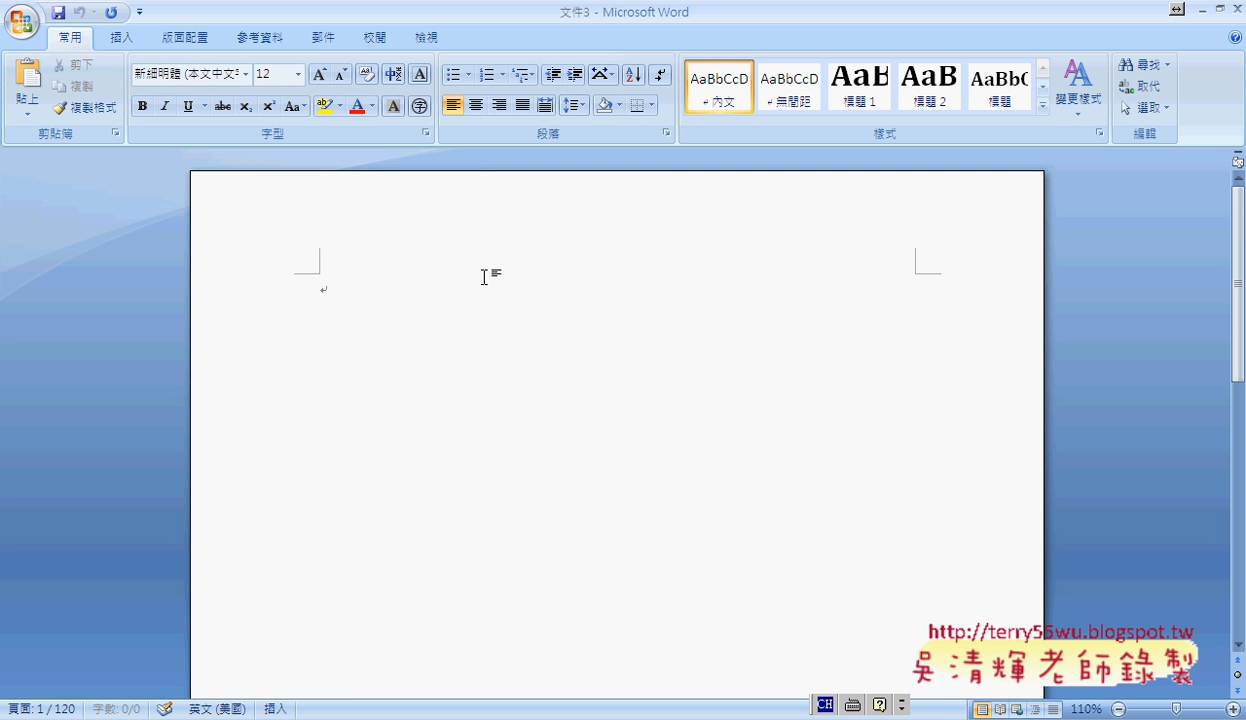 文件3 - Microsoft Word
常用 插入 版面配置 參考資料 郵件 校閱 檢視
貼上 剪下 複製 複製格式
新細明體 (本文中文字 12
AaBbCcD AaBbCcD AaBb AaBb AaBb(
↵ 內文 ↵ 無間距 標題 1 標題 2 標題
變更樣式
尋找 取代 選取
剪貼簿 字型 段落 樣式 編輯
http://terry55wu.blogspot.tw
吳清輝老師錄製
頁面: 1 / 120 字數: 0/0 英文 (美國) 插入 CH 110%